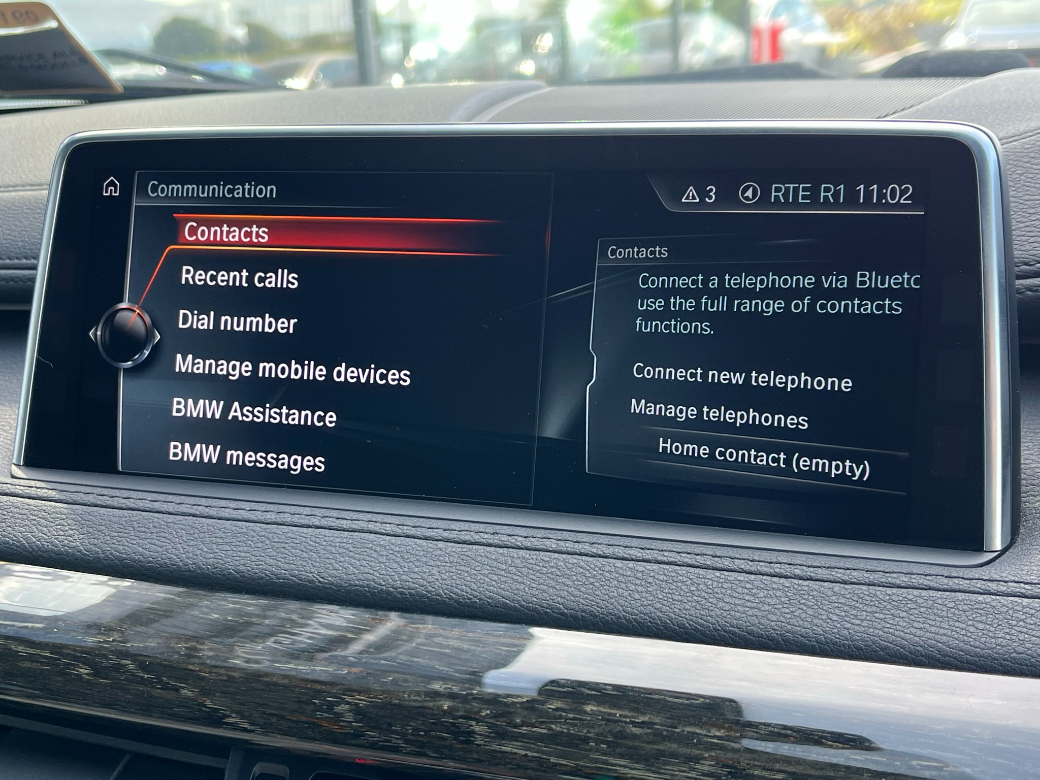 Communication
3 RTE R1 11:02
Contacts
Recent calls
Dial number
Manage mobile devices
BMW Assistance
BMW messages
Contacts
Connect a telephone via Bluetc
use the full range of contacts
functions.
Connect new telephone
Manage telephones
Home contact (empty)